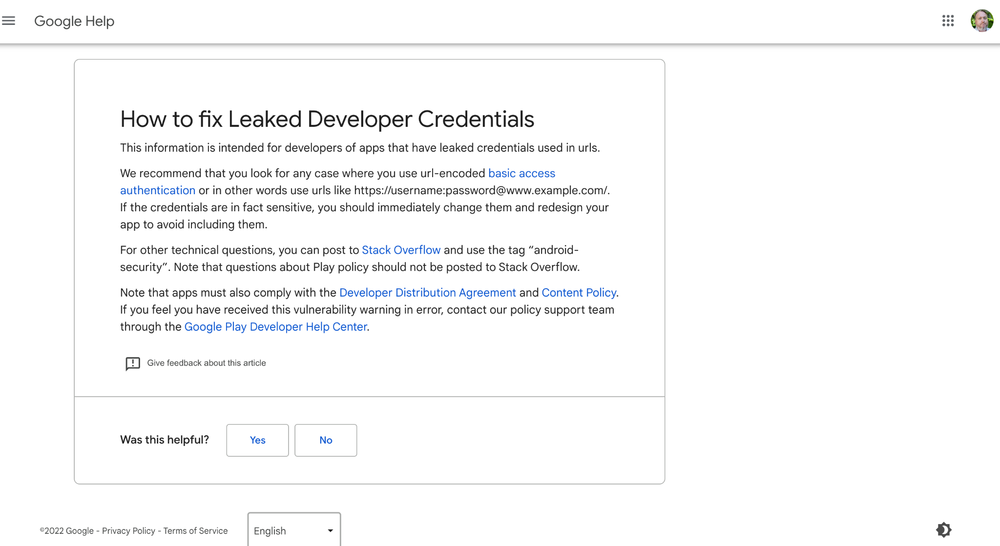 Google Help
How to fix Leaked Developer Credentials
This information is intended for developers of apps that have leaked credentials used in urls.
We recommend that you look for any case where you use url-encoded basic access
authentication or in other words use urls like https://username:password@www.example.com/.
If the credentials are in fact sensitive, you should immediately change them and redesign your
app to avoid including them.
For other technical questions, you can post to Stack Overflow and use the tag “android-
security”. Note that questions about Play policy should not be posted to Stack Overflow.
Note that apps must also comply with the Developer Distribution Agreement and Content Policy.
If you feel you have received this vulnerability warning in error, contact our policy support team
through the Google Play Developer Help Center.
Give feedback about this article
Was this helpful? Yes No
©2022 Google - Privacy Policy - Terms of Service English